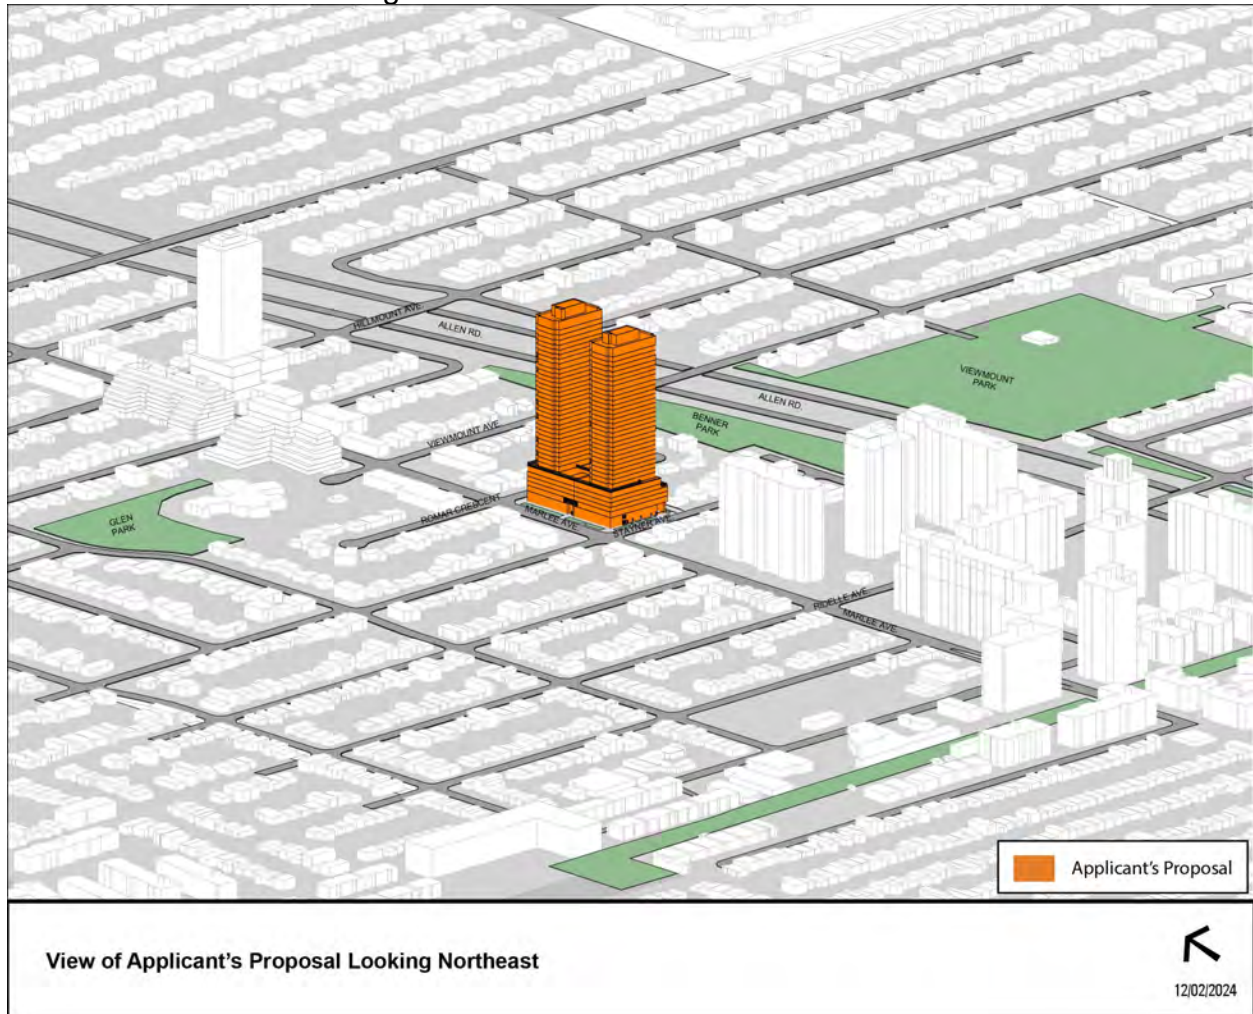 HILLMOUNT AVE.
ALLEN RD.
VIEWMOUNT
PARK
ALLEN RD.
BENNER
PARK
VIEWMOUNT AVE.
ROMAR CRESCENT
MARLEE AVE.
STAYNER AVE.
GLEN
PARK
RIDELLE AVE.
MARLEE AVE.
Applicant's Proposal
View of Applicant's Proposal Looking Northeast
12/02/2024